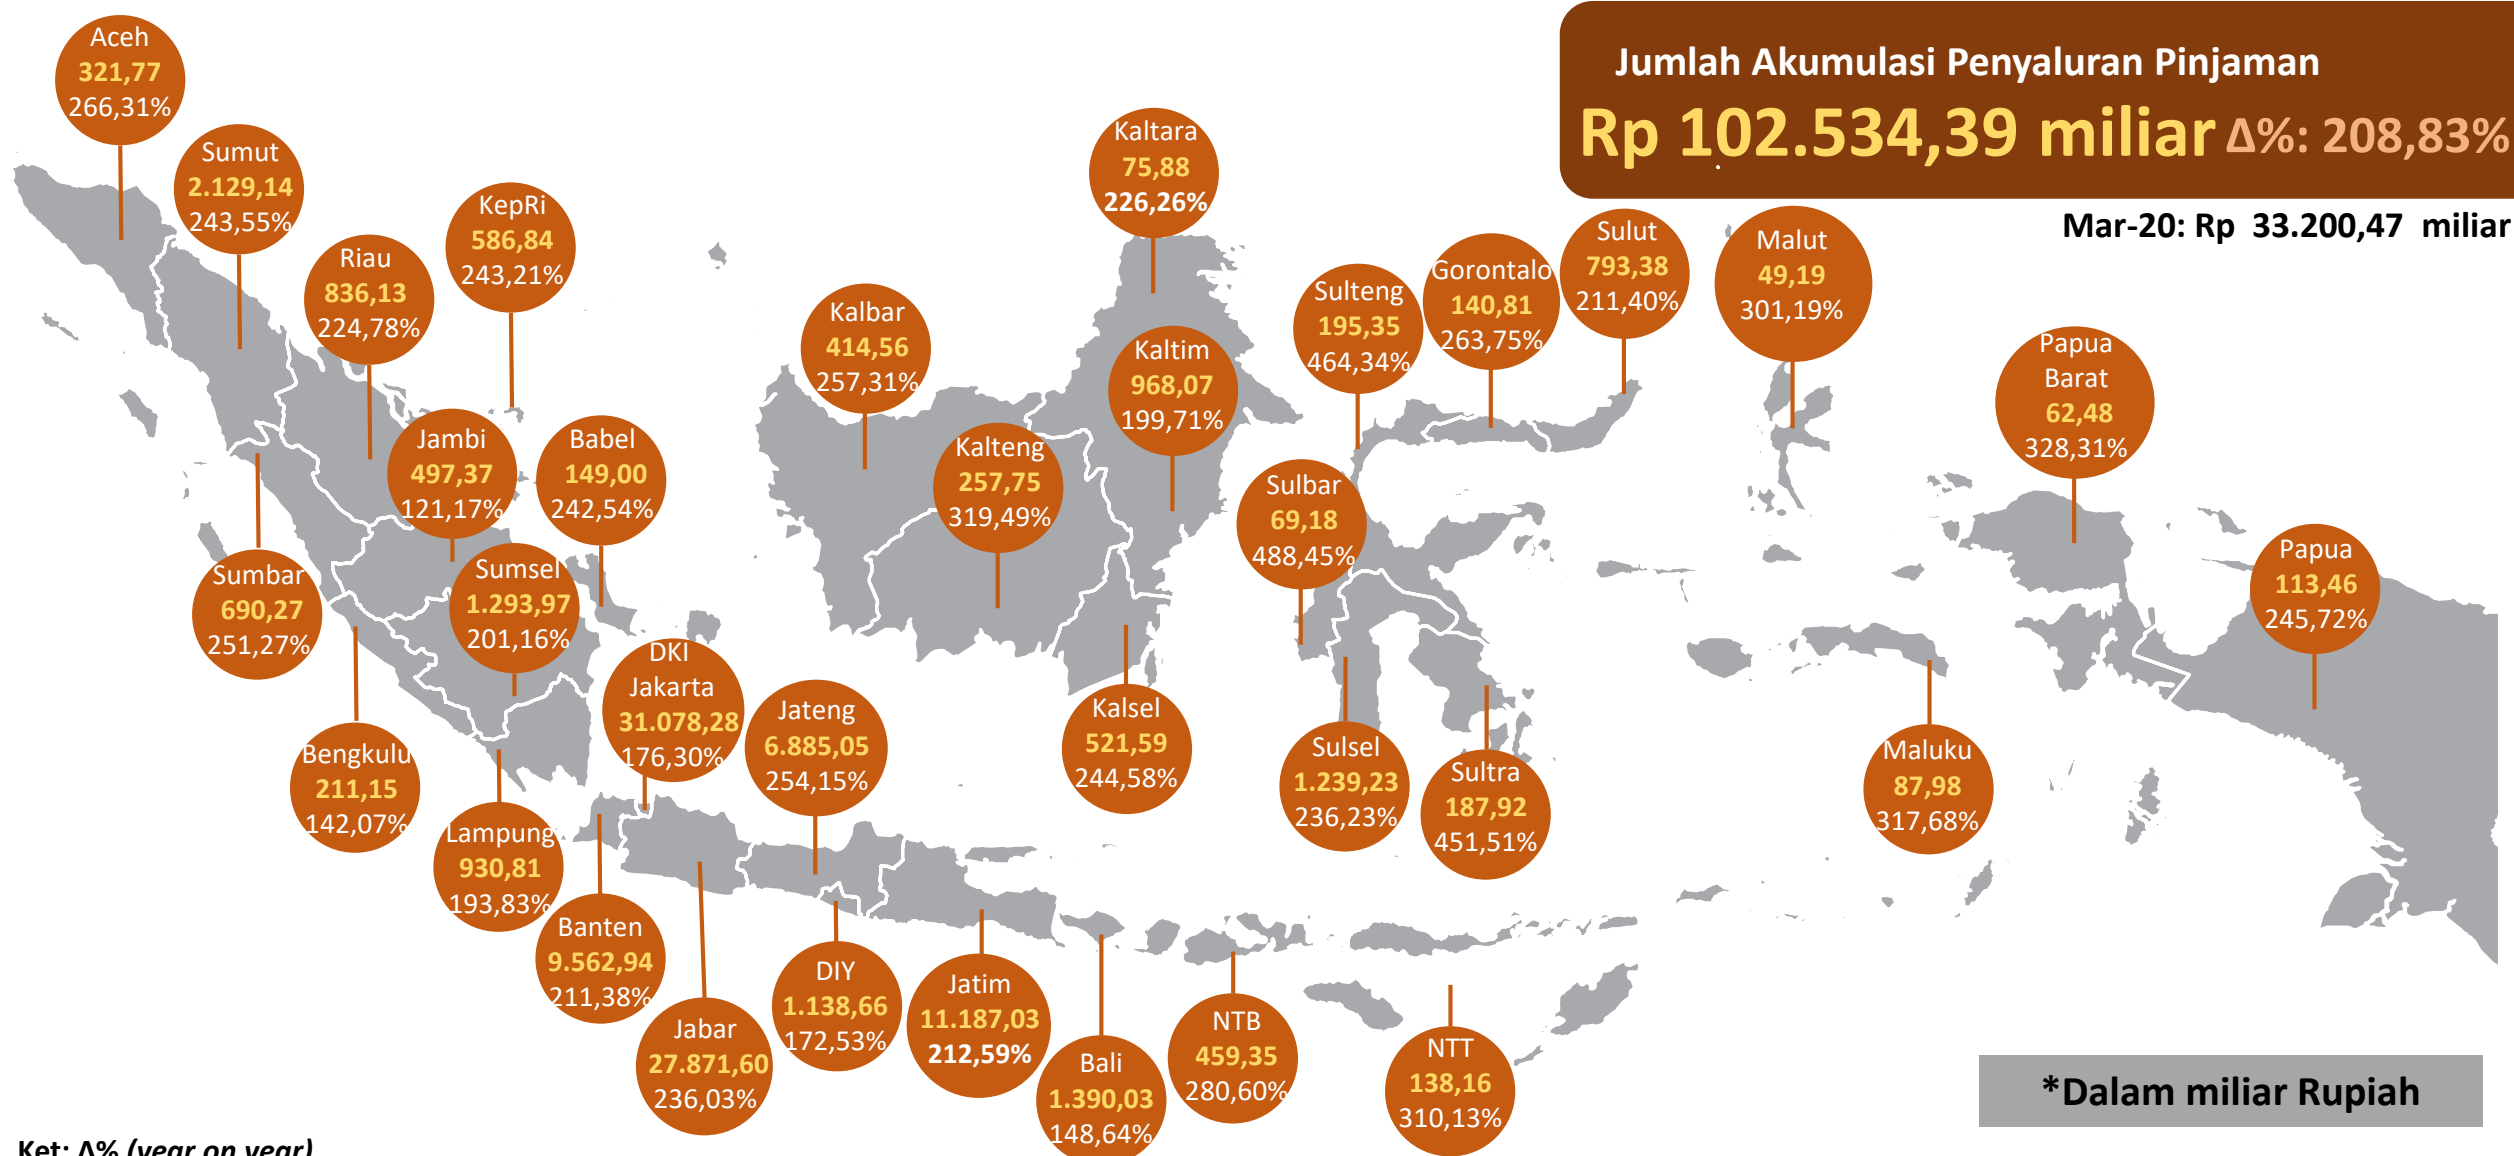 Jumlah Akumulasi Penyaluran Pinjaman
Rp 102.534,39 miliar Δ%: 208,83%
Mar-20: Rp 33.200,47 miliar
Aceh
321,77
266,31%
Sumut
2.129,14
243,55%
Riau
836,13
224,78%
KepRi
586,84
243,21%
Kaltara
75,88
226,26%
Kalbar
414,56
257,31%
Kaltim
968,07
199,71%
Kalteng
257,75
319,49%
Sulteng
195,35
464,34%
Gorontalo
140,81
263,75%
Sulut
793,38
211,40%
Malut
49,19
301,19%
Papua
Barat
62,48
328,31%
Papua
113,46
245,72%
Jambi
497,37
121,17%
Babel
149,00
242,54%
Sulbar
69,18
488,45%
Sumbar
690,27
251,27%
Sumsel
1.293,97
201,16%
DKI
Jakarta
31.078,28
176,30%
Jateng
6.885,05
254,15%
Kalsel
521,59
244,58%
Sulsel
1.239,23
236,23%
Sultra
187,92
451,51%
Maluku
87,98
317,68%
Bengkulu
211,15
142,07%
Lampung
930,81
193,83%
Banten
9.562,94
211,38%
Jabar
27.871,60
236,03%
DIY
1.138,66
172,53%
Jatim
11.187,03
212,59%
Bali
1.390,03
148,64%
NTB
459,35
280,60%
NTT
138,16
310,13%
*Dalam miliar Rupiah
Ket: Δ% (year on year)